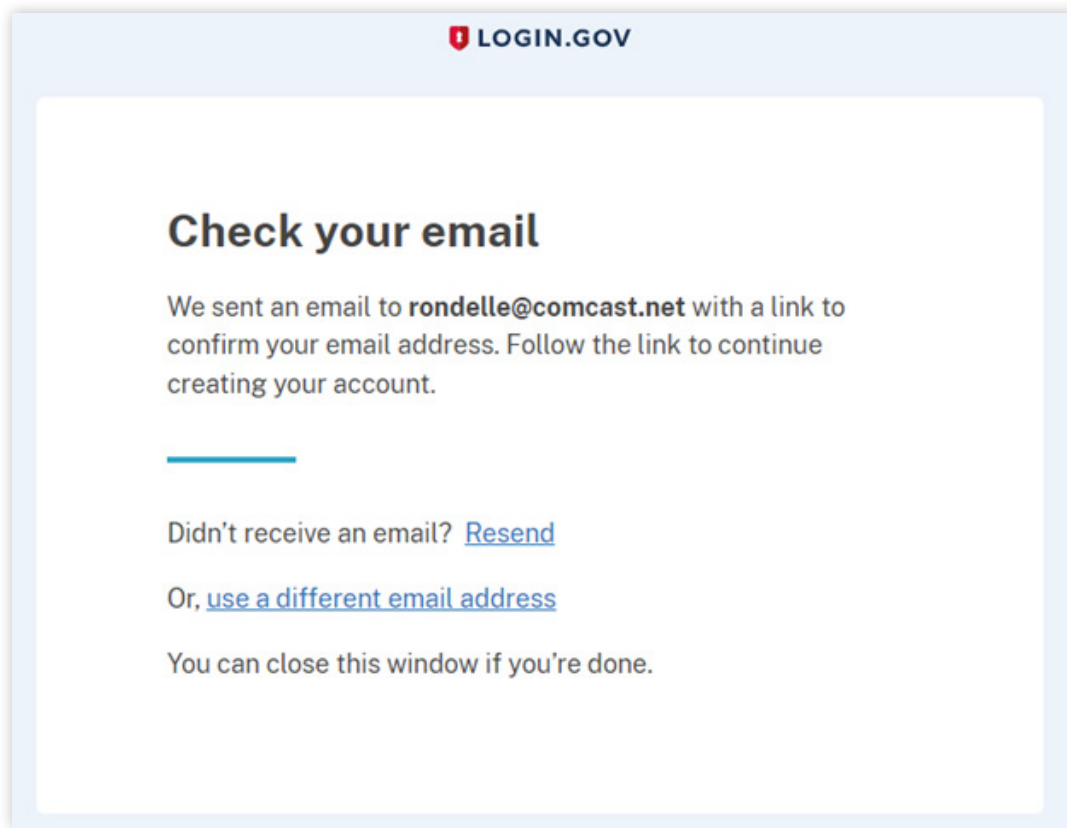 LOGIN.GOV
Check your email
We sent an email to rondelle@comcast.net with a link to
confirm your email address. Follow the link to continue
creating your account.
Didn’t receive an email? Resend
Or, use a different email address
You can close this window if you’re done.